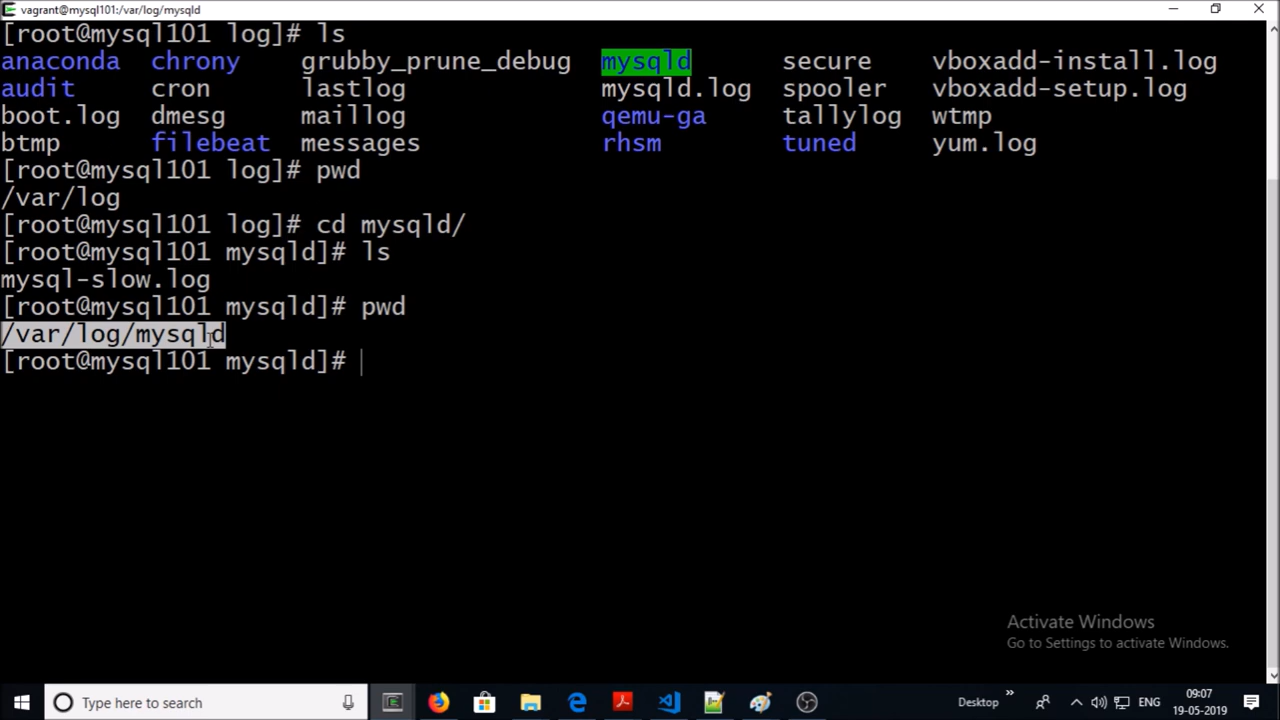 vagrant@mysql101:/var/log/mysqld
[root@mysql101 log]# ls
anaconda chrony grubby_prune_debug mysqld secure vboxadd-install.log
audit cron lastlog mysqld.log spooler vboxadd-setup.log
boot.log dmesg maillog qemu-ga tallylog wtmp
btmp filebeat messages rhsm tuned yum.log
[root@mysql101 log]# pwd
/var/log
[root@mysql101 log]# cd mysqld/
[root@mysql101 mysqld]# ls
mysql-slow.log
[root@mysql101 mysqld]# pwd
/var/log/mysqld
[root@mysql101 mysqld]#
Activate Windows
Go to Settings to activate Windows.
Type here to search
Desktop
ENG
09:07
19-05-2019